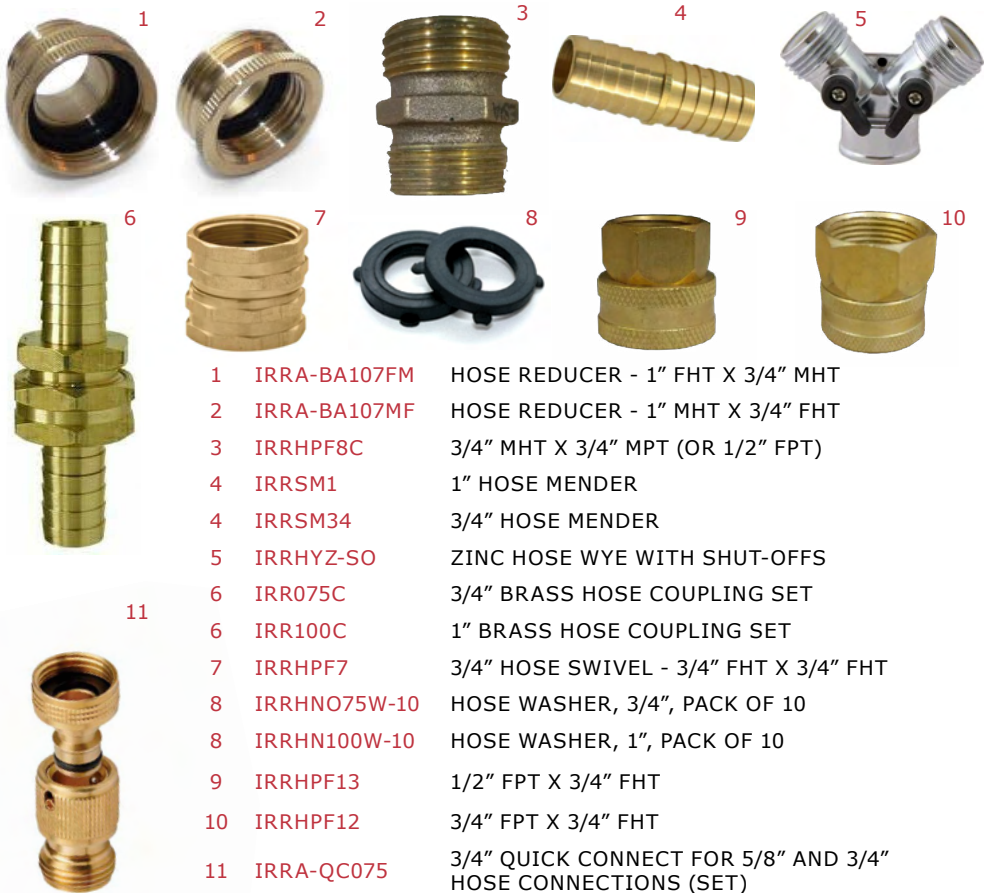 1
2
3
4
5
6
7
8
9
10
1 IRRA-BA107FM HOSE REDUCER - 1” FHT X 3/4” MHT
2 IRRA-BA107MF HOSE REDUCER - 1” MHT X 3/4” FHT
3 IRRHPF8C 3/4” MHT X 3/4” MPT (OR 1/2” FPT)
4 IRRSM1 1” HOSE MENDER
4 IRRSM34 3/4” HOSE MENDER
5 IRRHYZ-SO ZINC HOSE WYE WITH SHUT-OFFS
6 IRR075C 3/4” BRASS HOSE COUPLING SET
11
6 IRR100C 1” BRASS HOSE COUPLING SET
7 IRRHPF7 3/4” HOSE SWIVEL - 3/4” FHT X 3/4” FHT
8 IRRHNO75W-10 HOSE WASHER, 3/4”, PACK OF 10
8 IRRHN100W-10 HOSE WASHER, 1”, PACK OF 10
9 IRRHPF13 1/2” FPT X 3/4” FHT
10 IRRHPF12 3/4” FPT X 3/4” FHT
11 IRRA-QC075 3/4” QUICK CONNECT FOR 5/8” AND 3/4”
HOSE CONNECTIONS (SET)